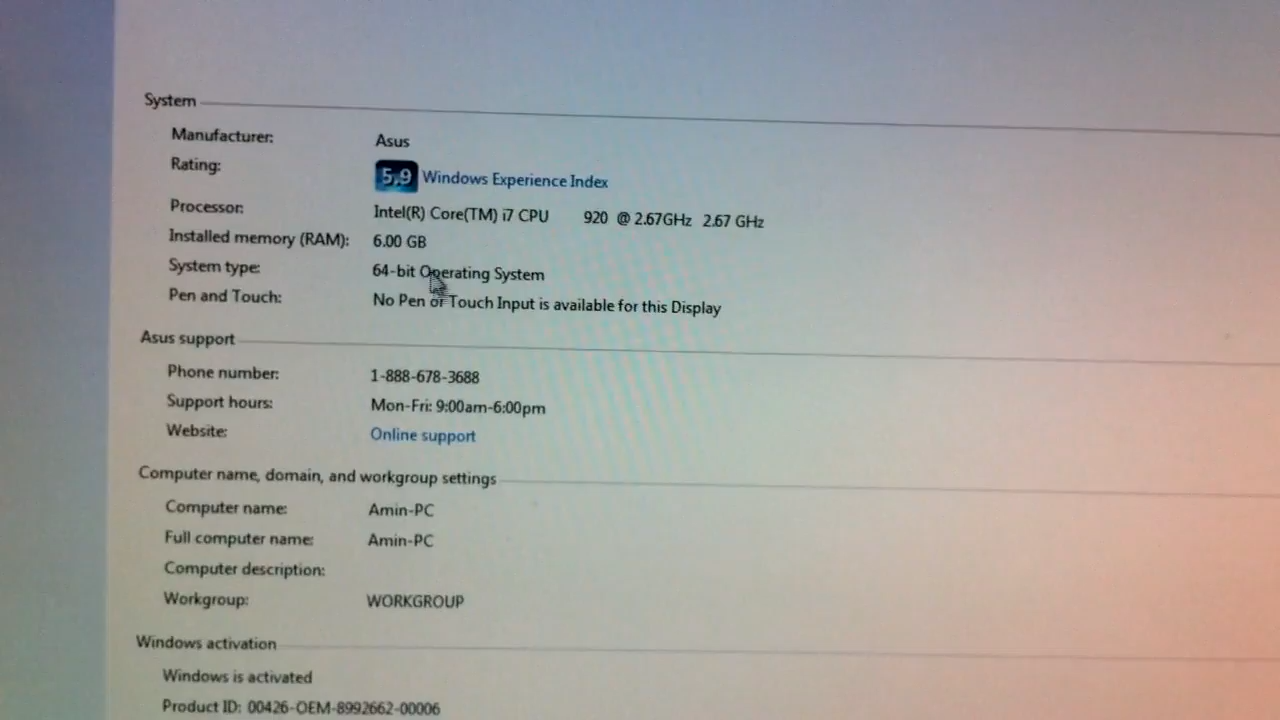 System
Manufacturer: Asus
Rating: 5,9 Windows Experience Index
Processor: Intel(R) Core(TM) i7 CPU 920 @ 2.67GHz 2.67 GHz
Installed memory (RAM): 6.00 GB
System type: 64-bit Operating System
Pen and Touch: No Pen or Touch Input is available for this Display
Asus support
Phone number: 1-888-678-3688
Support hours: Mon-Fri: 9:00am-6:00pm
Website: Online support
Computer name, domain, and workgroup settings
Computer name: Amin-PC
Full computer name: Amin-PC
Computer description:
Workgroup: WORKGROUP
Windows activation
Windows is activated
Product ID: 00426-OEM-8992662-00006